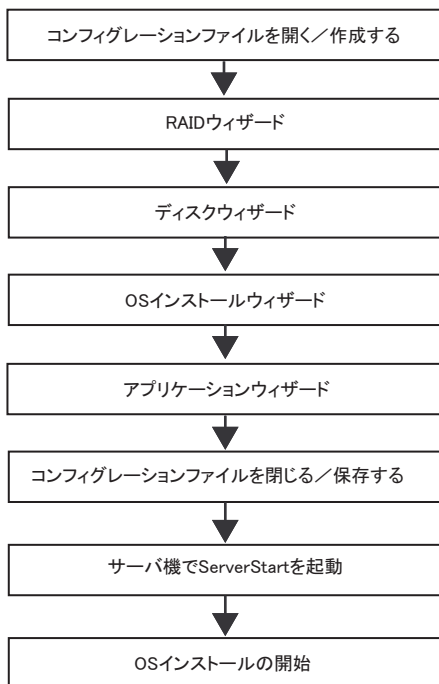 コンフィグレーションファイルを開く／作成する
RAIDウィザード
ディスクウィザード
OSインストールウィザード
アプリケーションウィザード
コンフィグレーションファイルを閉じる／保存する
サーバ機でServerStartを起動
OSインストールの開始